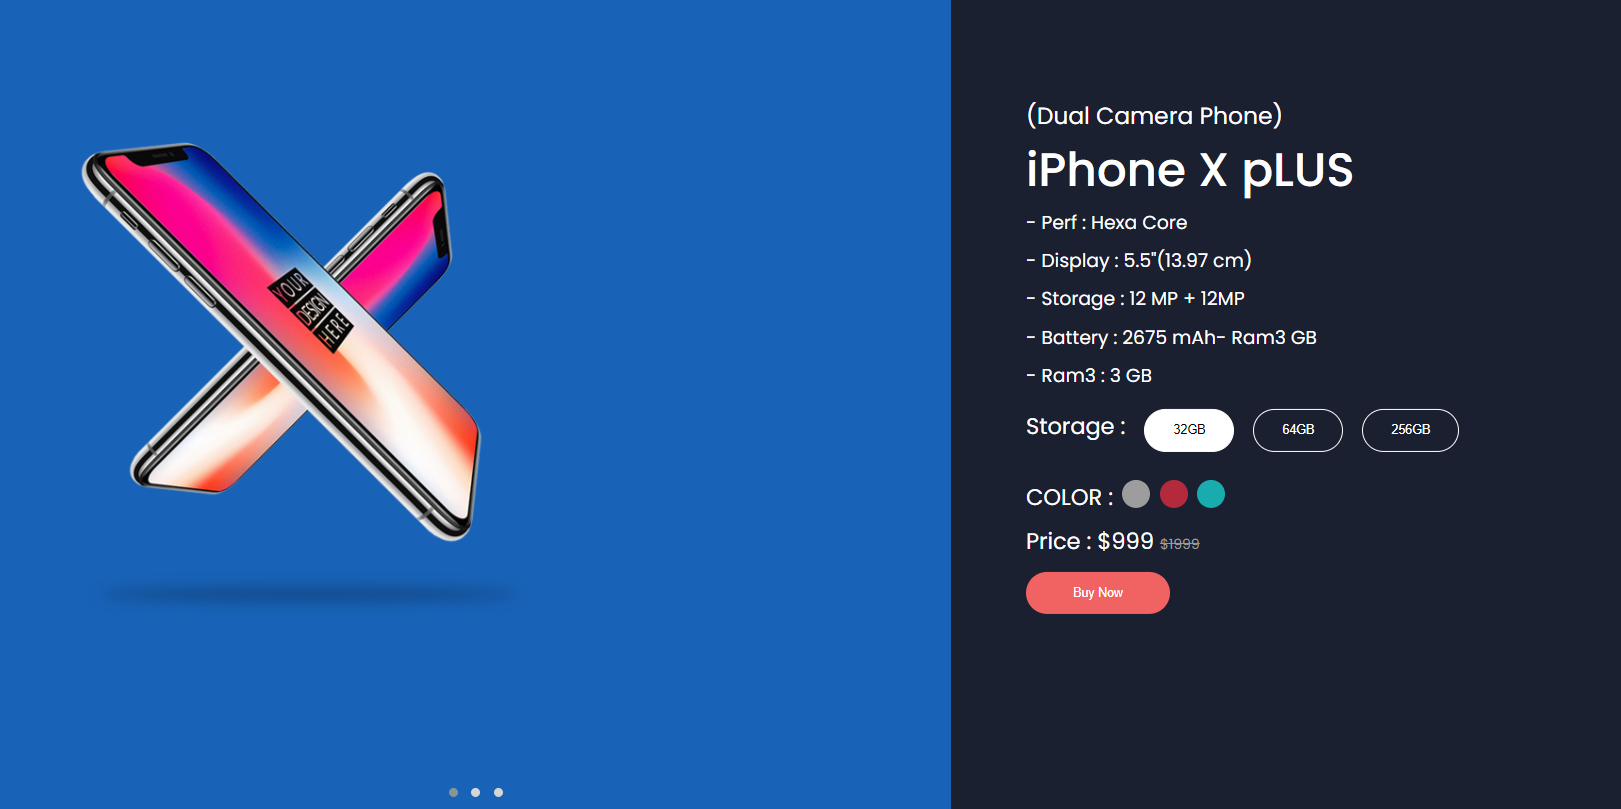 YOUR
DESIGN
HERE
(Dual Camera Phone)
iPhone X pLUS
- Perf : Hexa Core
- Display : 5.5"(13.97 cm)
- Storage : 12 MP + 12MP
- Battery : 2675 mAh- Ram3 GB
- Ram3 : 3 GB
Storage : 32GB 64GB 256GB
COLOR :
Price : $999 $1999
Buy Now